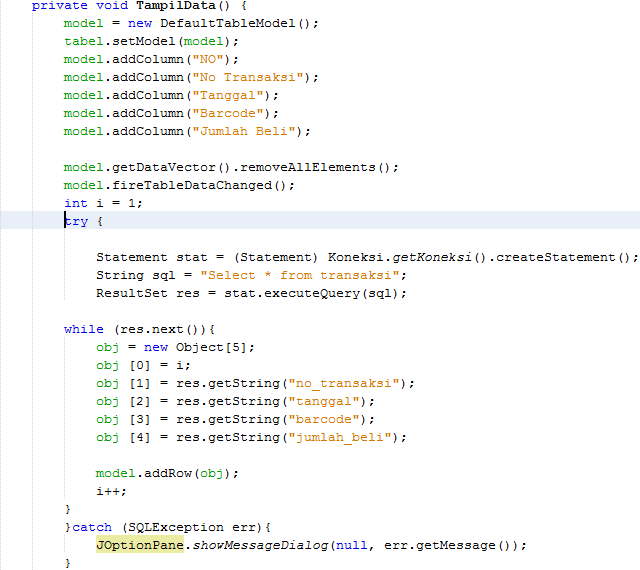 private void TampilData() {
model = new DefaultTableModel();
tabel.setModel(model);
model.addColumn("NO");
model.addColumn("No Transaksi");
model.addColumn("Tanggal");
model.addColumn("Barcode");
model.addColumn("Jumlah Beli");
model.getDataVector().removeAllElements();
model.fireTableDataChanged();
int i = 1;
try {
Statement stat = (Statement) Koneksi.getKoneksi().createStatement();
String sql = "Select * from transaksi";
ResultSet res = stat.executeQuery(sql);
while (res.next()){
obj = new Object[5];
obj [0] = i;
obj [1] = res.getString("no_transaksi");
obj [2] = res.getString("tanggal");
obj [3] = res.getString("barcode");
obj [4] = res.getString("jumlah_beli");
model.addRow(obj);
i++;
}
}catch (SQLException err){
JOptionPane.showMessageDialog(null, err.getMessage());
}